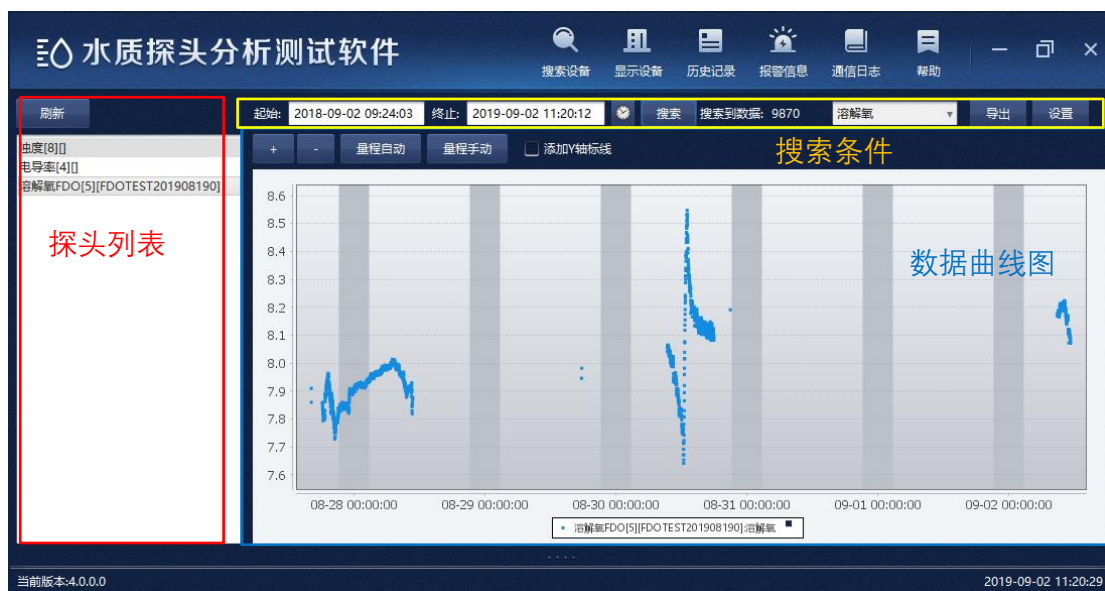 水质探头分析测试软件
搜索设备 显示设备 历史记录 报警信息 通信日志 帮助
刷新 起始: 2018-09-02 09:24:03 终止: 2019-09-02 11:20:12 搜索 搜索到数据: 9870 溶解氧 导出 设置
浊度[8][]
电导率[4][]
溶解氧FDO[5][FDOTEST201908190]
探头列表
+ - 量程自动 量程手动 添加Y轴标线 搜索条件
数据曲线图
8.6
8.5
8.4
8.3
8.2
8.1
8.0
7.9
7.8
7.7
7.6
08-28 00:00:00 08-29 00:00:00 08-30 00:00:00 08-31 00:00:00 09-01 00:00:00 09-02 00:00:00
溶解氧FDO[5][FDOTEST201908190]:溶解氧
当前版本:4.0.0.0 2019-09-02 11:20:29